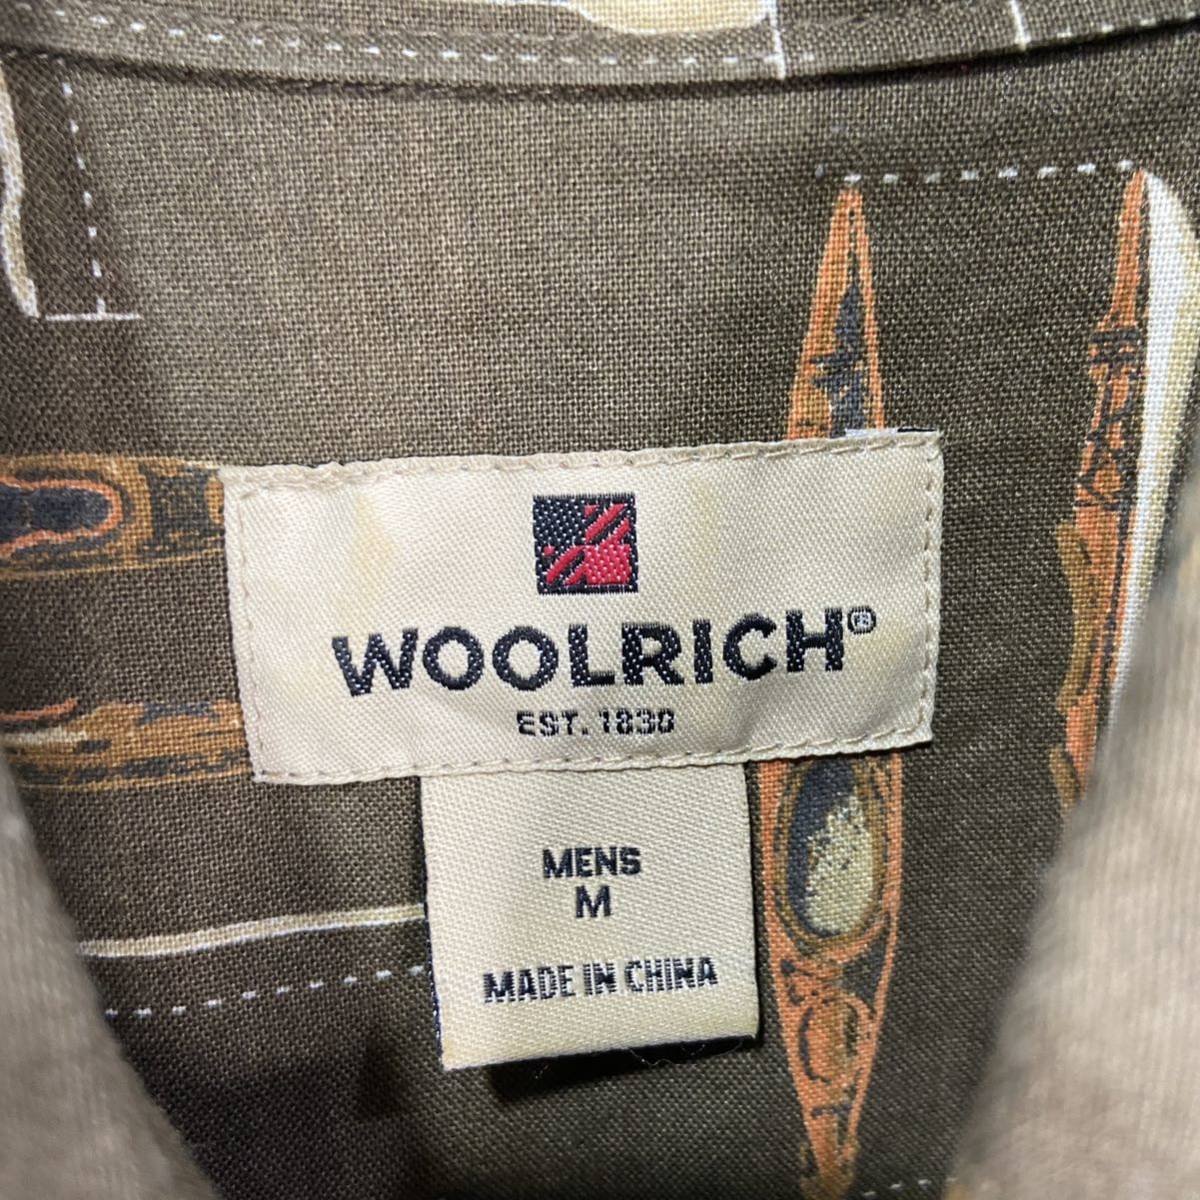 WOOLRICH®
EST. 1830
MENS
M
MADE IN CHINA